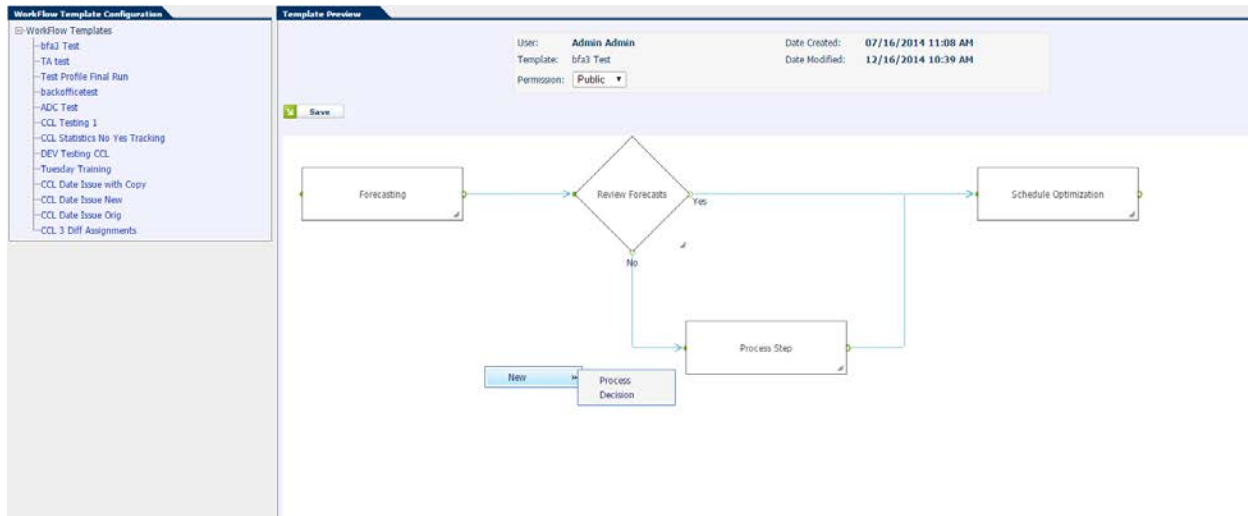 WorkFlow Template Configuration
WorkFlow Templates
bfa3 Test
TA test
Test Profile Final Run
backofficetest
ADC Test
CCL Testing 1
CCL Statistics No Yes Tracking
DEV Testing CCL
Tuesday Training
CCL Date Issue with Copy
CCL Date Issue New
CCL Date Issue Orig
CCL 3 Diff Assignments
Template Preview
User: Admin Admin Date Created: 07/16/2014 11:08 AM
Template: bfa3 Test Date Modified: 12/16/2014 10:39 AM
Permission: Public
Save
Forecasting
Review Forecasts
Yes
Schedule Optimization
No
Process Step
New
Process
Decision